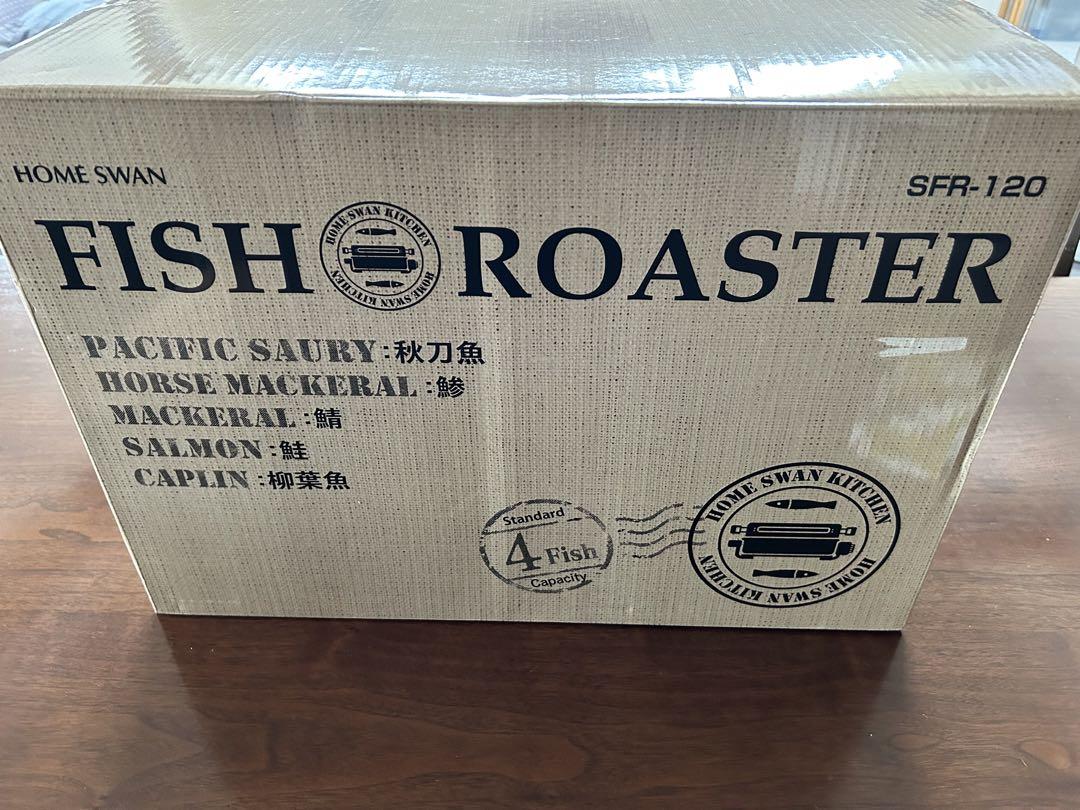 HOME SWAN
SFR-120
FISH
HOME SWAN KITCHEN
HOME SWAN KITCHEN
ROASTER
PACIFIC SAURY:秋刀魚
HORSE MACKERAL:鯵
MACKERAL:鯖
SALMON:鮭
CAPLIN:柳葉魚
Standard
4 Fish
Capacity
HOME SWAN KITCHEN
HOME SWAN KITCHEN